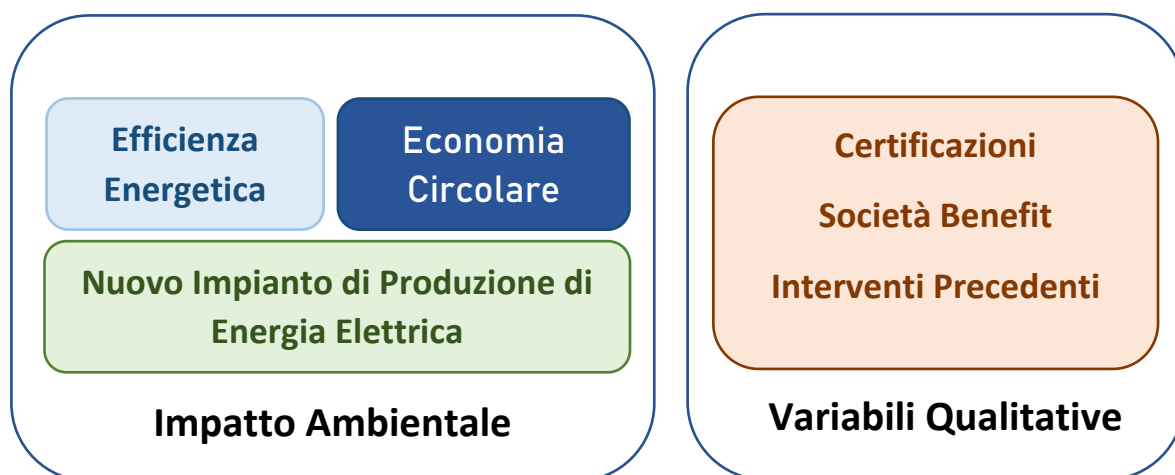 Efficienza
Energetica
Economia
Circolare
Nuovo Impianto di Produzione di
Energia Elettrica
Impatto Ambientale
Certificazioni
Società Benefit
Interventi Precedenti
Variabili Qualitative